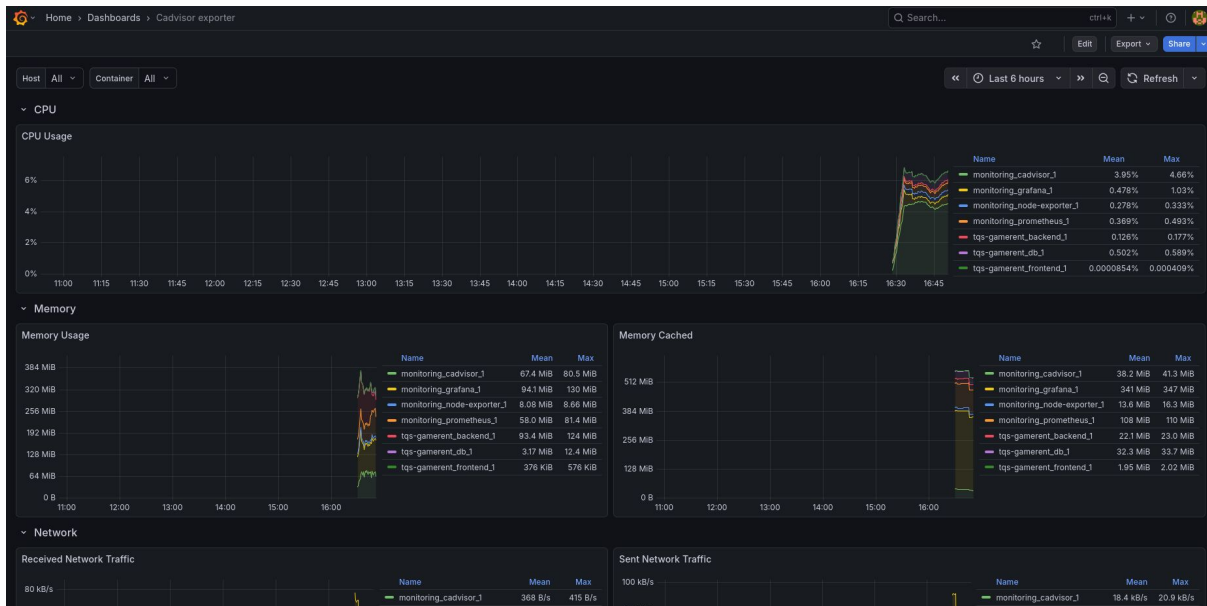 Home › Dashboards › Cadvisor exporter
Search... ctrl+k
Edit Export Share
Host All Container All
Last 6 hours Refresh
CPU
CPU Usage
Name Mean Max
monitoring_cadvisor_1 3.95% 4.66%
monitoring_grafana_1 0.478% 1.03%
monitoring_node-exporter_1 0.278% 0.333%
monitoring_prometheus_1 0.369% 0.493%
tqs-gamerent_backend_1 0.126% 0.177%
tqs-gamerent_db_1 0.502% 0.589%
tqs-gamerent_frontend_1 0.0000854% 0.000409%
6%
4%
2%
0%
11:00 11:15 11:30 11:45 12:00 12:15 12:30 12:45 13:00 13:15 13:30 13:45 14:00 14:15 14:30 14:45 15:00 15:15 15:30 15:45 16:00 16:15 16:30 16:45
Memory
Memory Usage
384 MiB
320 MiB
256 MiB
192 MiB
128 MiB
64 MiB
0 B
11:00 12:00 13:00 14:00 15:00 16:00
Name Mean Max
monitoring_cadvisor_1 67.4 MiB 80.5 MiB
monitoring_grafana_1 94.1 MiB 130 MiB
monitoring_node-exporter_1 8.08 MiB 8.66 MiB
monitoring_prometheus_1 58.0 MiB 81.4 MiB
tqs-gamerent_backend_1 93.4 MiB 124 MiB
tqs-gamerent_db_1 3.17 MiB 12.4 MiB
tqs-gamerent_frontend_1 376 KiB 576 KiB
Memory Cached
512 MiB
384 MiB
256 MiB
128 MiB
0 B
11:00 12:00 13:00 14:00 15:00 16:00
Name Mean Max
monitoring_cadvisor_1 38.2 MiB 41.3 MiB
monitoring_grafana_1 341 MiB 347 MiB
monitoring_node-exporter_1 13.6 MiB 16.3 MiB
monitoring_prometheus_1 108 MiB 110 MiB
tqs-gamerent_backend_1 22.1 MiB 23.0 MiB
tqs-gamerent_db_1 32.3 MiB 33.7 MiB
tqs-gamerent_frontend_1 1.95 MiB 2.02 MiB
Network
Received Network Traffic
80 kB/s
Name Mean Max
monitoring_cadvisor_1 368 B/s 415 B/s
Sent Network Traffic
100 kB/s
Name Mean Max
monitoring_cadvisor_1 18.4 kB/s 20.9 kB/s